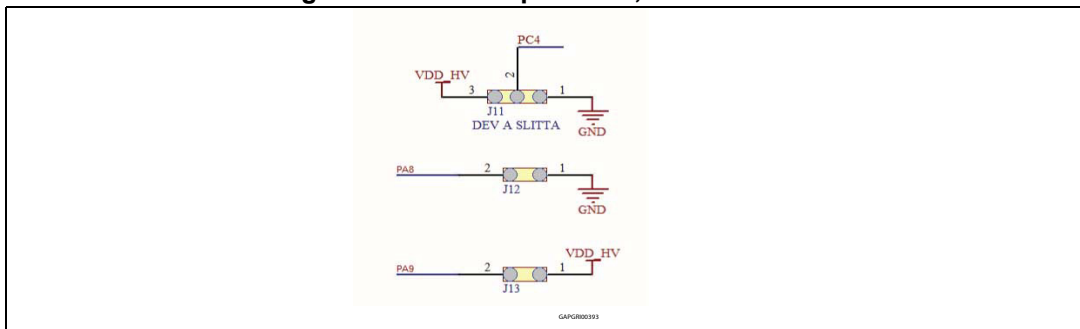 PC4
VDD_HV
3
2
1
J11
DEV A SLITTA
GND
PA8
2
1
J12
GND
VDD_HV
PA9
2
1
J13
GAPGRI00393